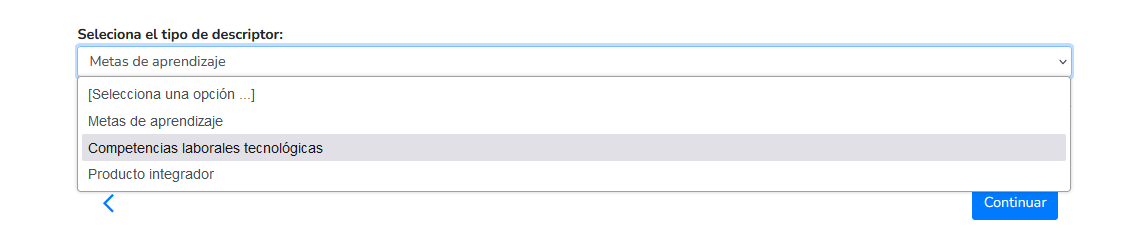 Seleciona el tipo de descriptor:
Metas de aprendizaje
[Selecciona una opción ...]
Metas de aprendizaje
Competencias laborales tecnológicas
Producto integrador
Continuar